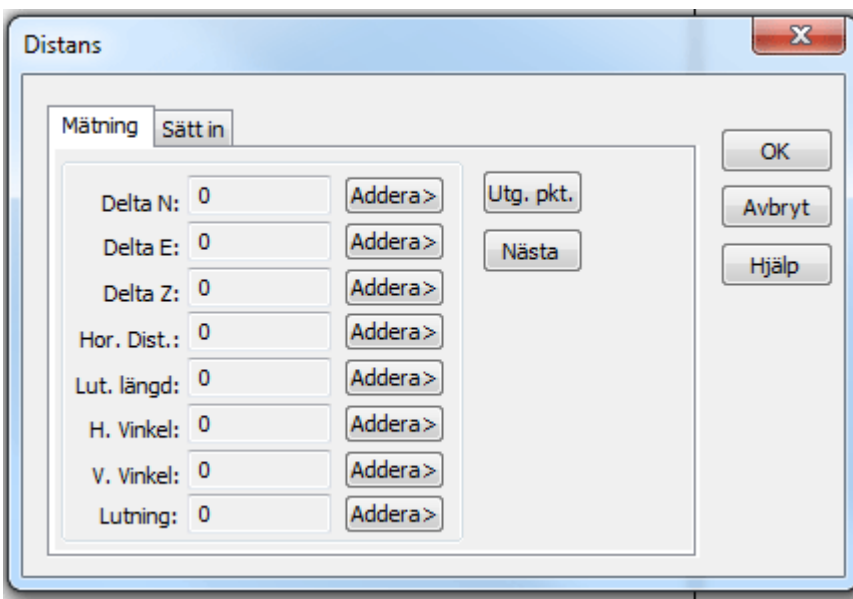 Distans
x
Mätning Sätt in
Delta N: 0 Addera>
Delta E: 0 Addera>
Delta Z: 0 Addera>
Hor. Dist.: 0 Addera>
Lut. längd: 0 Addera>
H. Vinkel: 0 Addera>
V. Vinkel: 0 Addera>
Lutning: 0 Addera>
Utg. pkt.
Nästa
OK
Avbryt
Hjälp